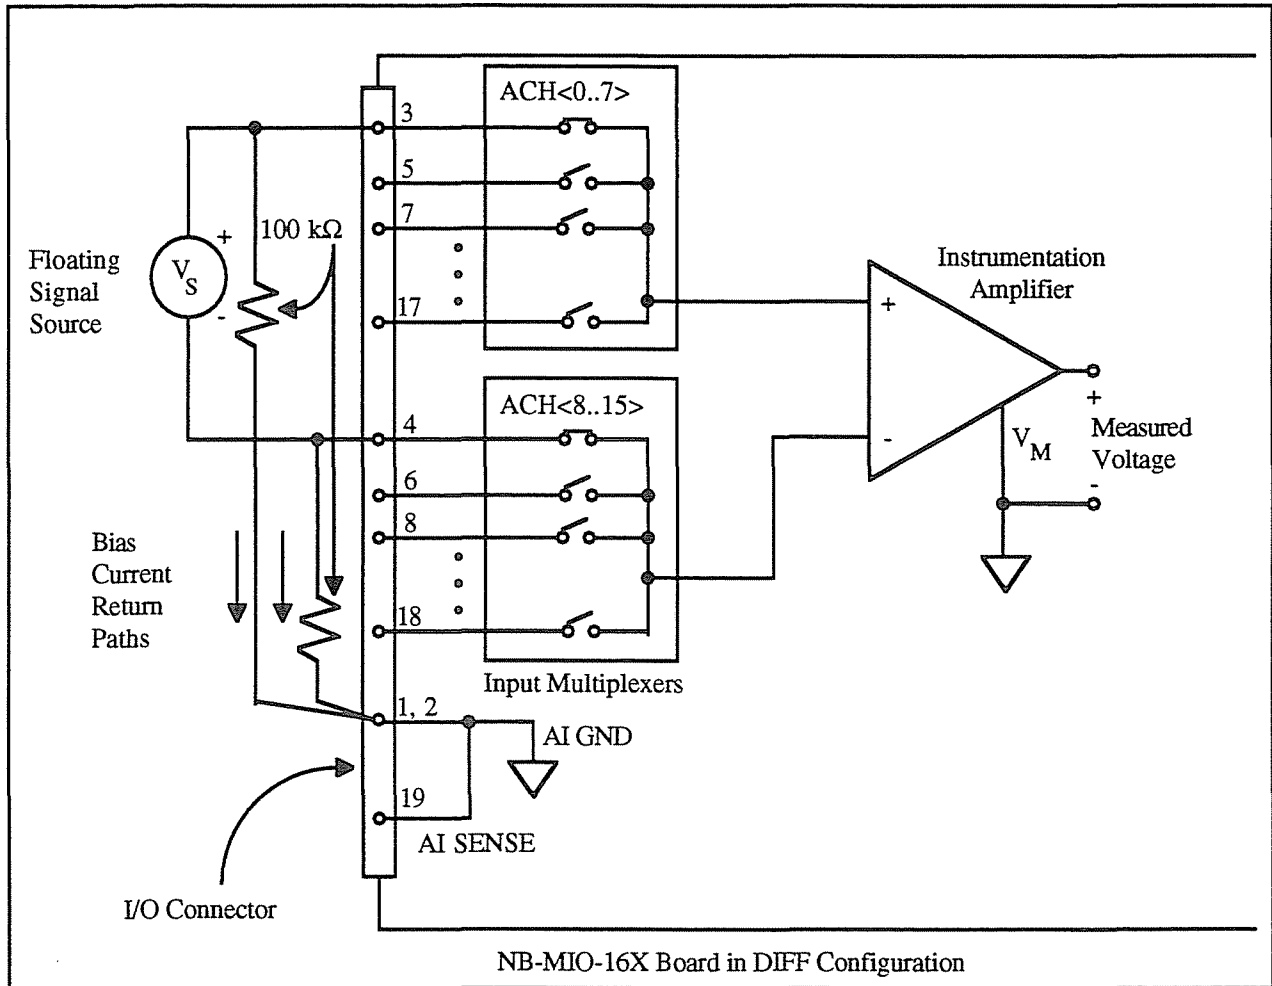 ACH<0..7>
3
5
7
17
100 kΩ
+
V
S
-
Floating
Signal
Source
Instrumentation
Amplifier
+
-
+
V
M
Measured
Voltage
-
ACH<8..15>
4
6
8
18
Bias
Current
Return
Paths
Input Multiplexers
1, 2
AI GND
19
AI SENSE
I/O Connector
NB-MIO-16X Board in DIFF Configuration